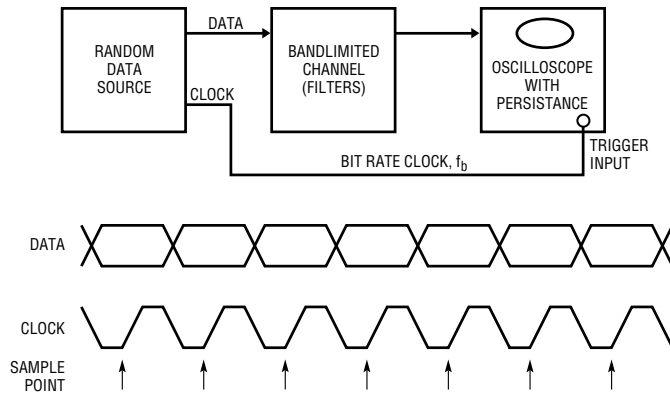 RANDOM
DATA
SOURCE
DATA
CLOCK
BANDLIMITED
CHANNEL
(FILTERS)
OSCILLOSCOPE
WITH
PERSISTANCE
TRIGGER
INPUT
BIT RATE CLOCK, fb
DATA
CLOCK
SAMPLE
POINT